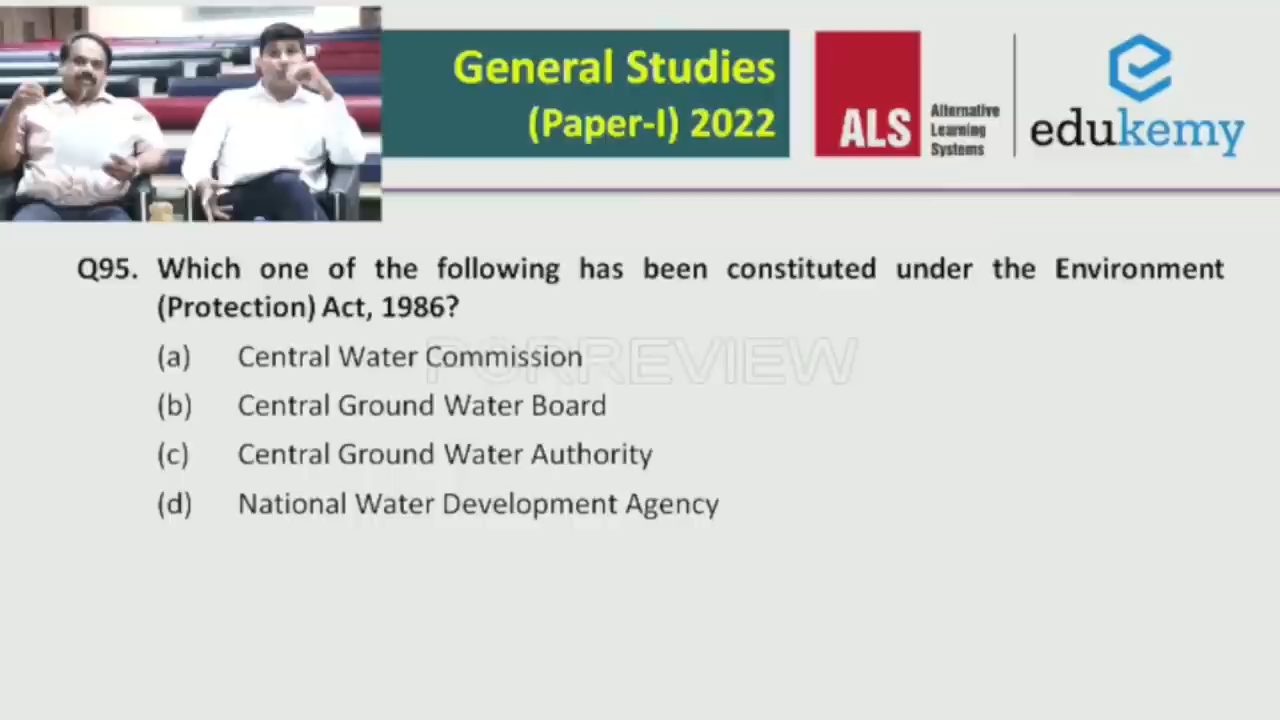 General Studies
(Paper-I) 2022
ALS
Alternative
Learning
Systems
edukemy
Q95. Which one of the following has been constituted under the Environment
(Protection) Act, 1986?
(a) Central Water Commission
FORREVIEW
(b) Central Ground Water Board
(c) Central Ground Water Authority
(d) National Water Development Agency